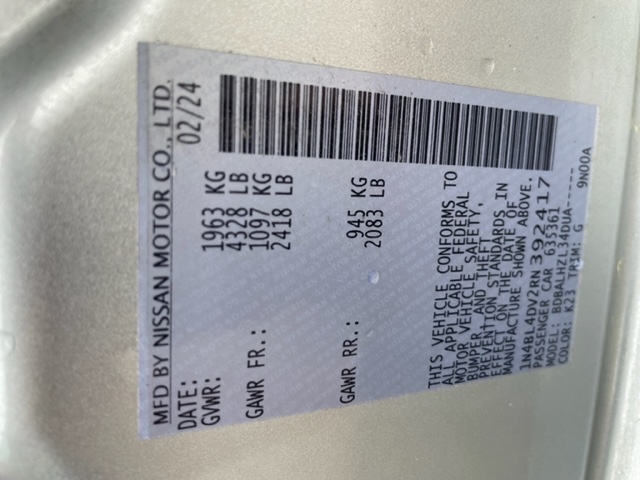 MFD BY NISSAN MOTOR CO., LTD.
DATE: 02/24
GVWR: 1963 KG
4328 LB
GAWR FR.: 1097 KG
2418 LB
GAWR RR.: 945 KG
2083 LB
THIS VEHICLE CONFORMS TO
ALL APPLICABLE FEDERAL
MOTOR VEHICLE SAFETY,
BUMPER, AND THEFT
PREVENTION STANDARDS IN
EFFECT ON THE DATE OF
MANUFACTURE SHOWN ABOVE.
1N4BL4DV2RN392417
PASSENGER CAR 635361
MODEL: BDBALHZL34DUA-----
COLOR: K23 TRIM: G 9N00A